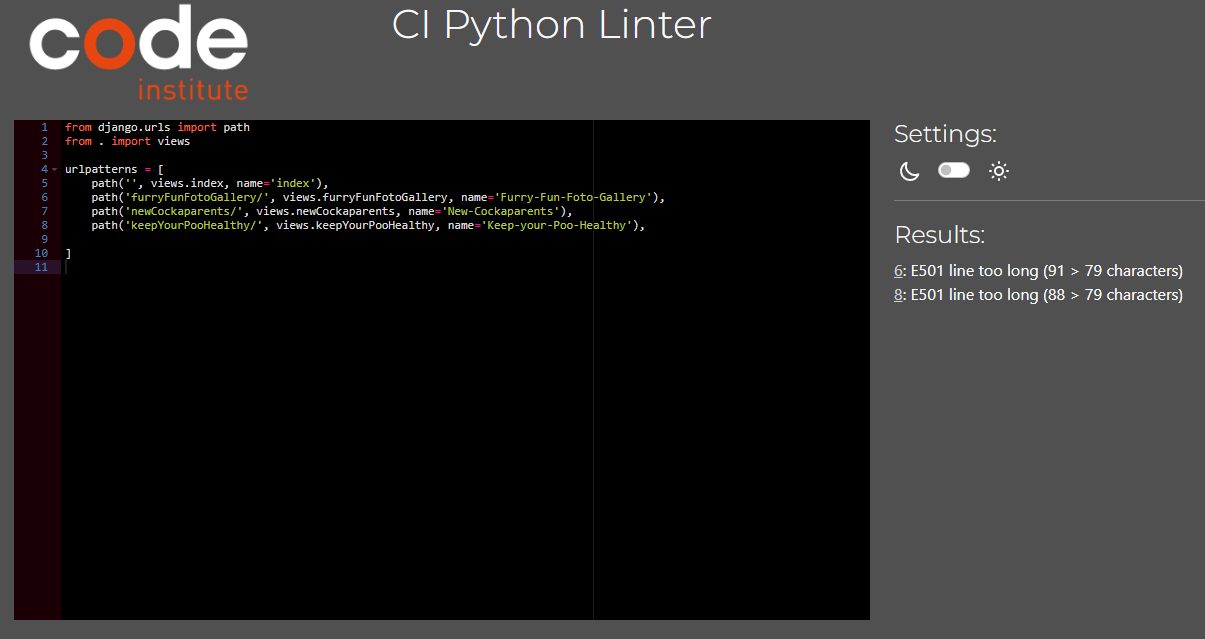 code
institute
CI Python Linter
1 from django.urls import path
2 from . import views
3
4 urlpatterns = [
5     path('', views.index, name='index'),
6     path('furryFunFotoGallery/', views.furryFunFotoGallery, name='Furry-Fun-Foto-Gallery'),
7     path('newCockaparents/', views.newCockaparents, name='New-Cockaparents'),
8     path('keepYourPooHealthy/', views.keepYourPooHealthy, name='Keep-your-Poo-Healthy'),
9
10 ]
11
Settings:
Results:
6: E501 line too long (91 > 79 characters)
8: E501 line too long (88 > 79 characters)